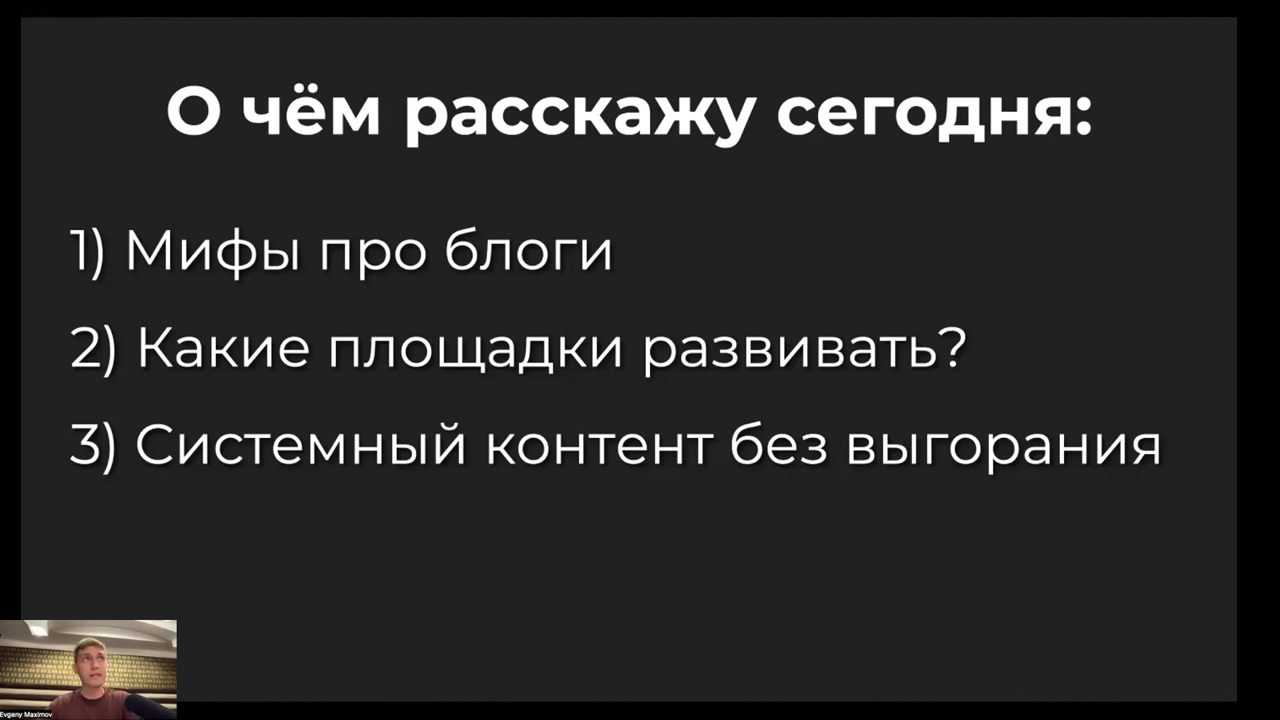 О чём расскажу сегодня:
1) Мифы про блоги
2) Какие площадки развивать?
3) Системный контент без выгорания
Evgeny Maximov